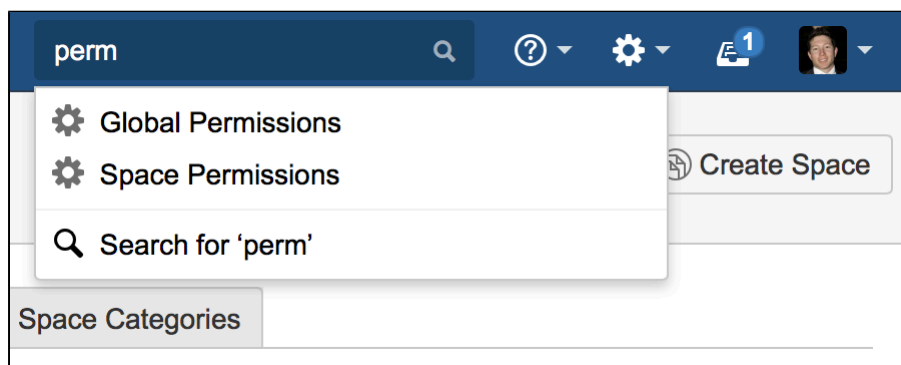 perm
1
Global Permissions
Space Permissions
Create Space
Search for ‘perm’
Space Categories